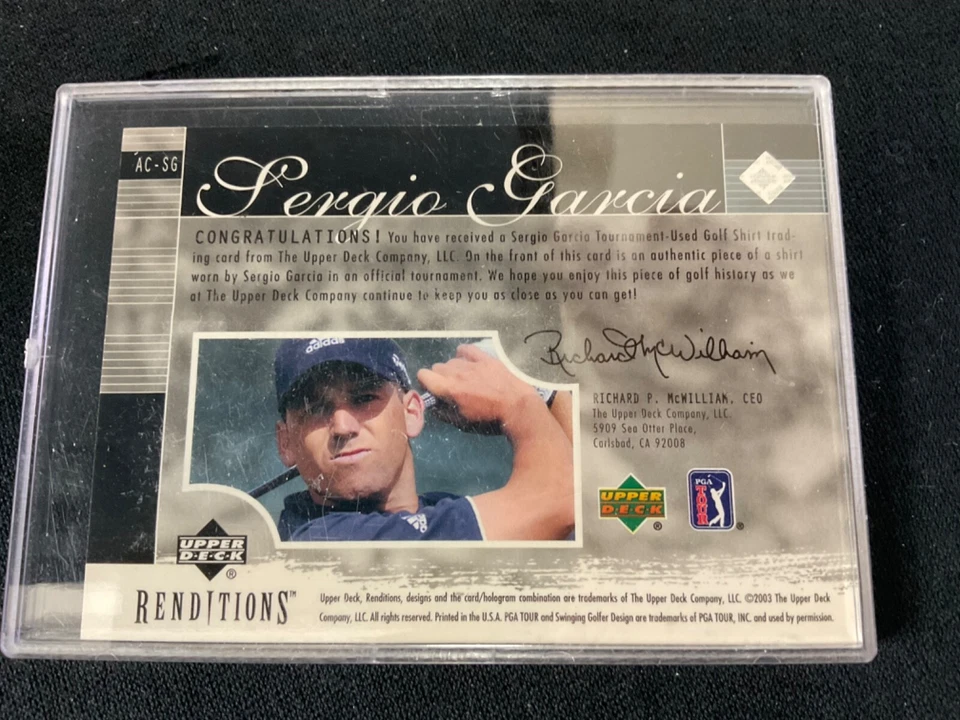 AC-SG
Sergio Garcia
CONGRATULATIONS! You have received a Sergio Garcia Tournament-Used Golf Shirt trad-
ing card from The Upper Deck Company, LLC. On the front of this card is an authentic piece of a shirt
worn by Sergio Garcia in an official tournament. We hope you enjoy this piece of golf history as we
at The Upper Deck Company continue to keep you as close as you can get!
adidas
Richard McWilliam
RICHARD P. McWILLIAM, CEO
The Upper Deck Company, LLC.
5909 Sea Otter Place,
Carlsbad, CA 92008
UPPER
D·E·C·K
®
PGA
TOUR
®
UPPER
D·E·C·K
®
RENDITIONS™
Upper Deck, Renditions, designs and the card/hologram combination are trademarks of The Upper Deck Company, LLC. ©2003 The Upper Deck
Company, LLC. All rights reserved. Printed in the U.S.A. PGA TOUR and Swinging Golfer Design are trademarks of PGA TOUR, INC. and used by permission.